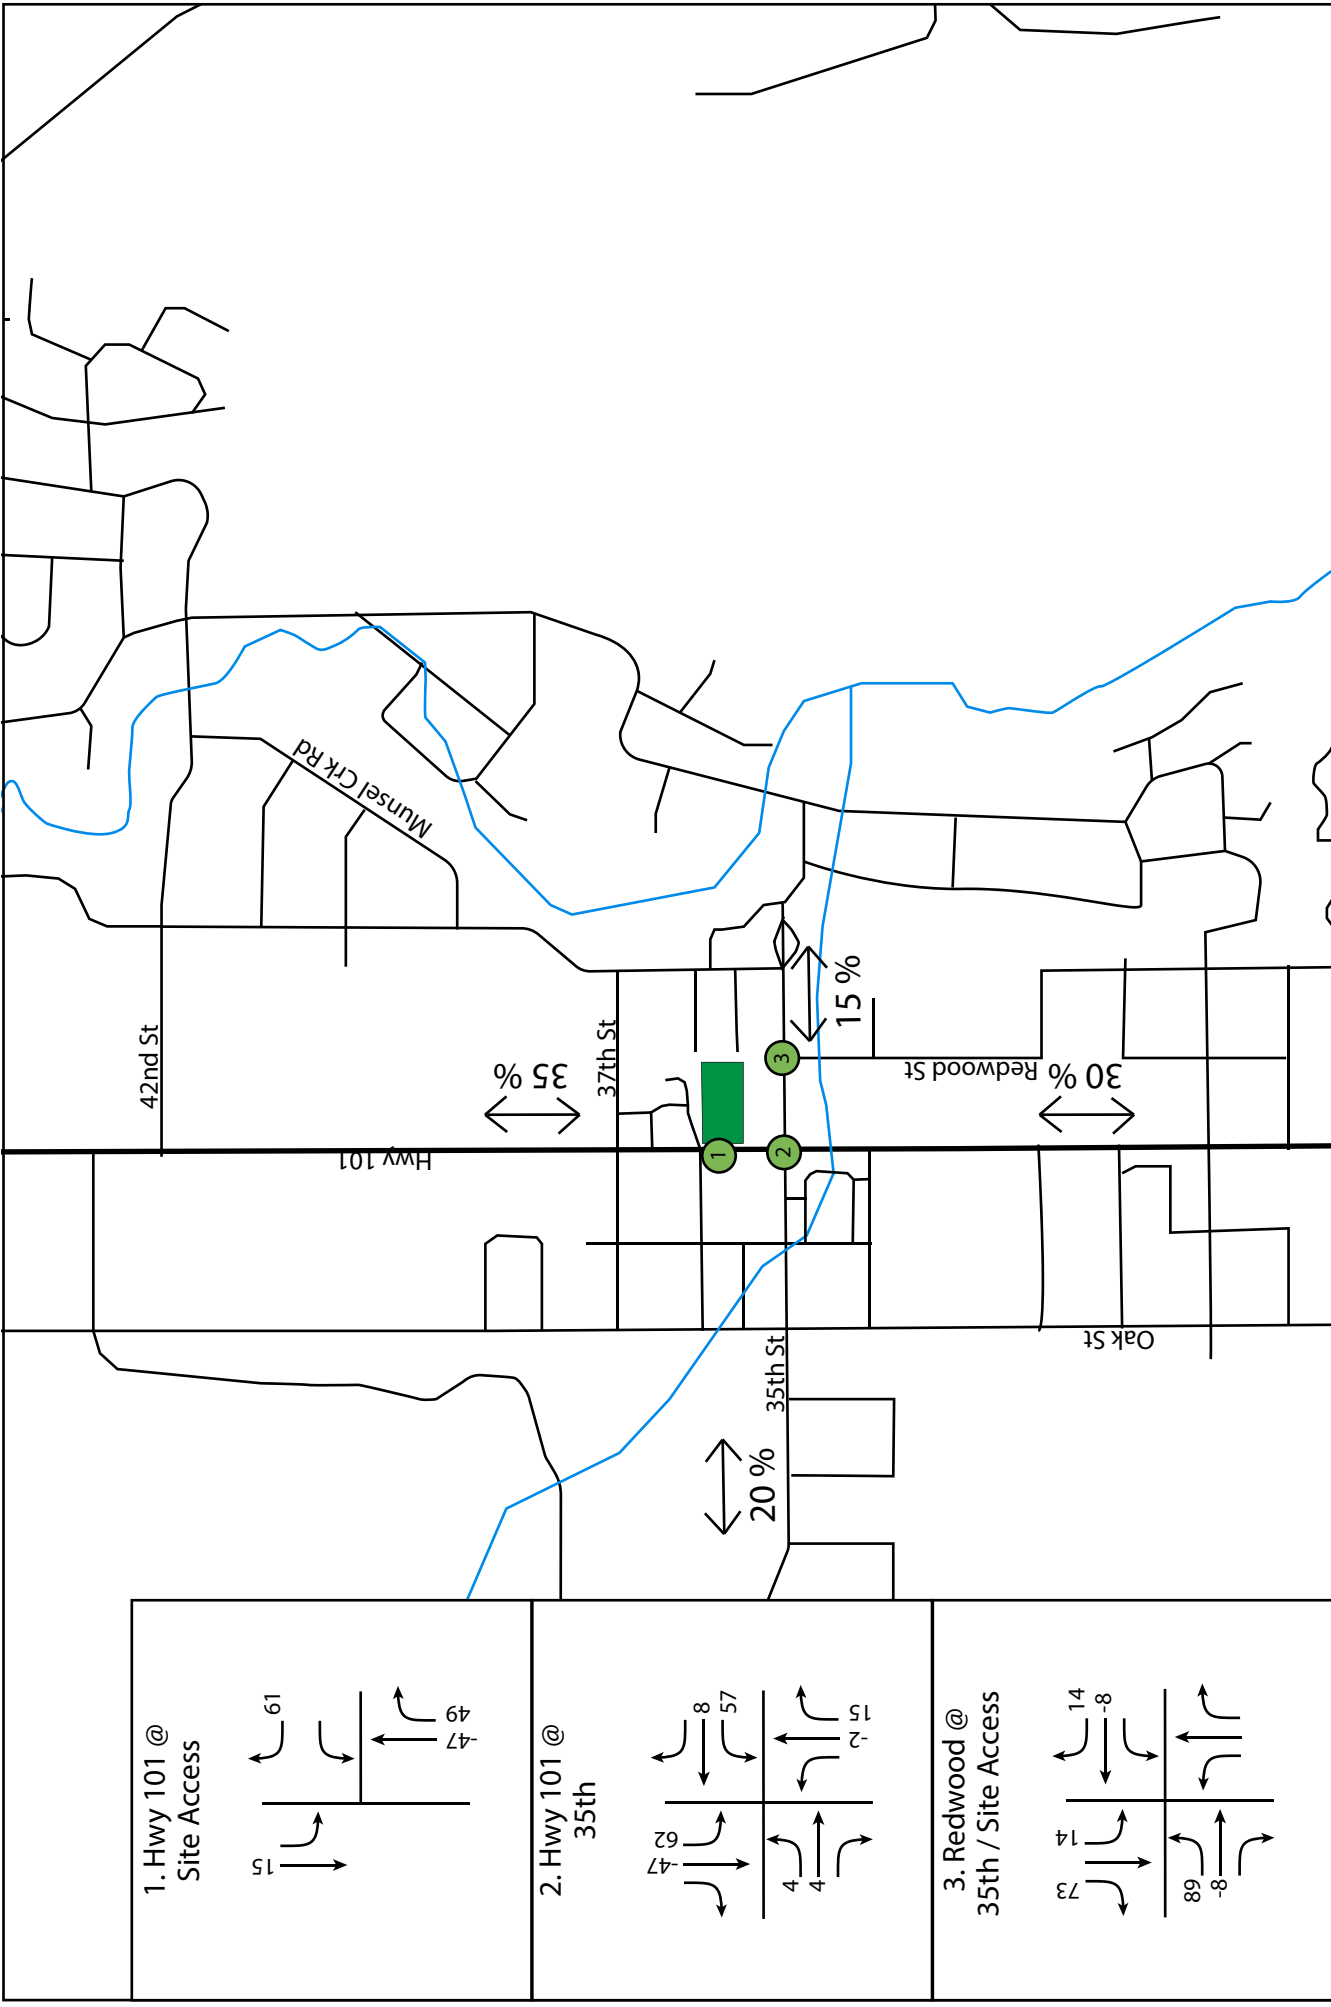 42nd St
Munsel Crk Rd
37th St
35 %
Hwy 101
15 %
Redwood St
30 %
1
2
3
35th St
Oak St
20 %
1. Hwy 101 @
Site Access
61
15
49
-47
2. Hwy 101 @
35th
8
57
62
-47
4
4
15
-2
3. Redwood @
35th / Site Access
14
-8
14
73
89
-8